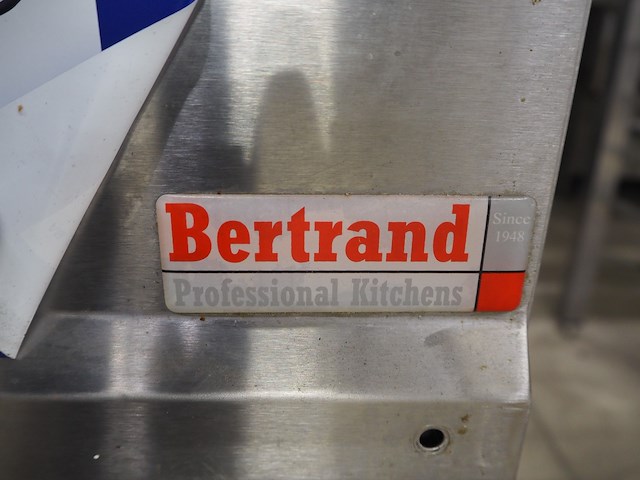 Bertrand
Since
1948
Professional Kitchens